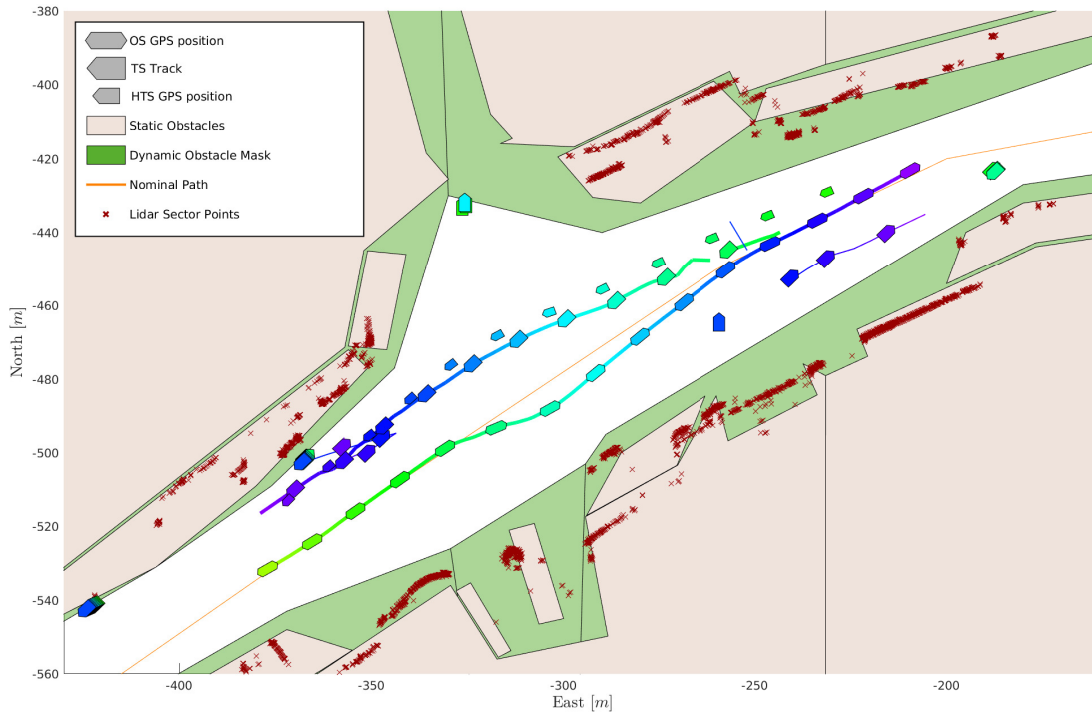 -380
-400
-420
-440
-460
-480
-500
-520
-540
-560
North [m]
OS GPS position
TS Track
HTS GPS position
Static Obstacles
Dynamic Obstacle Mask
Nominal Path
Lidar Sector Points
-400
-350
-300
-250
-200
East [m]